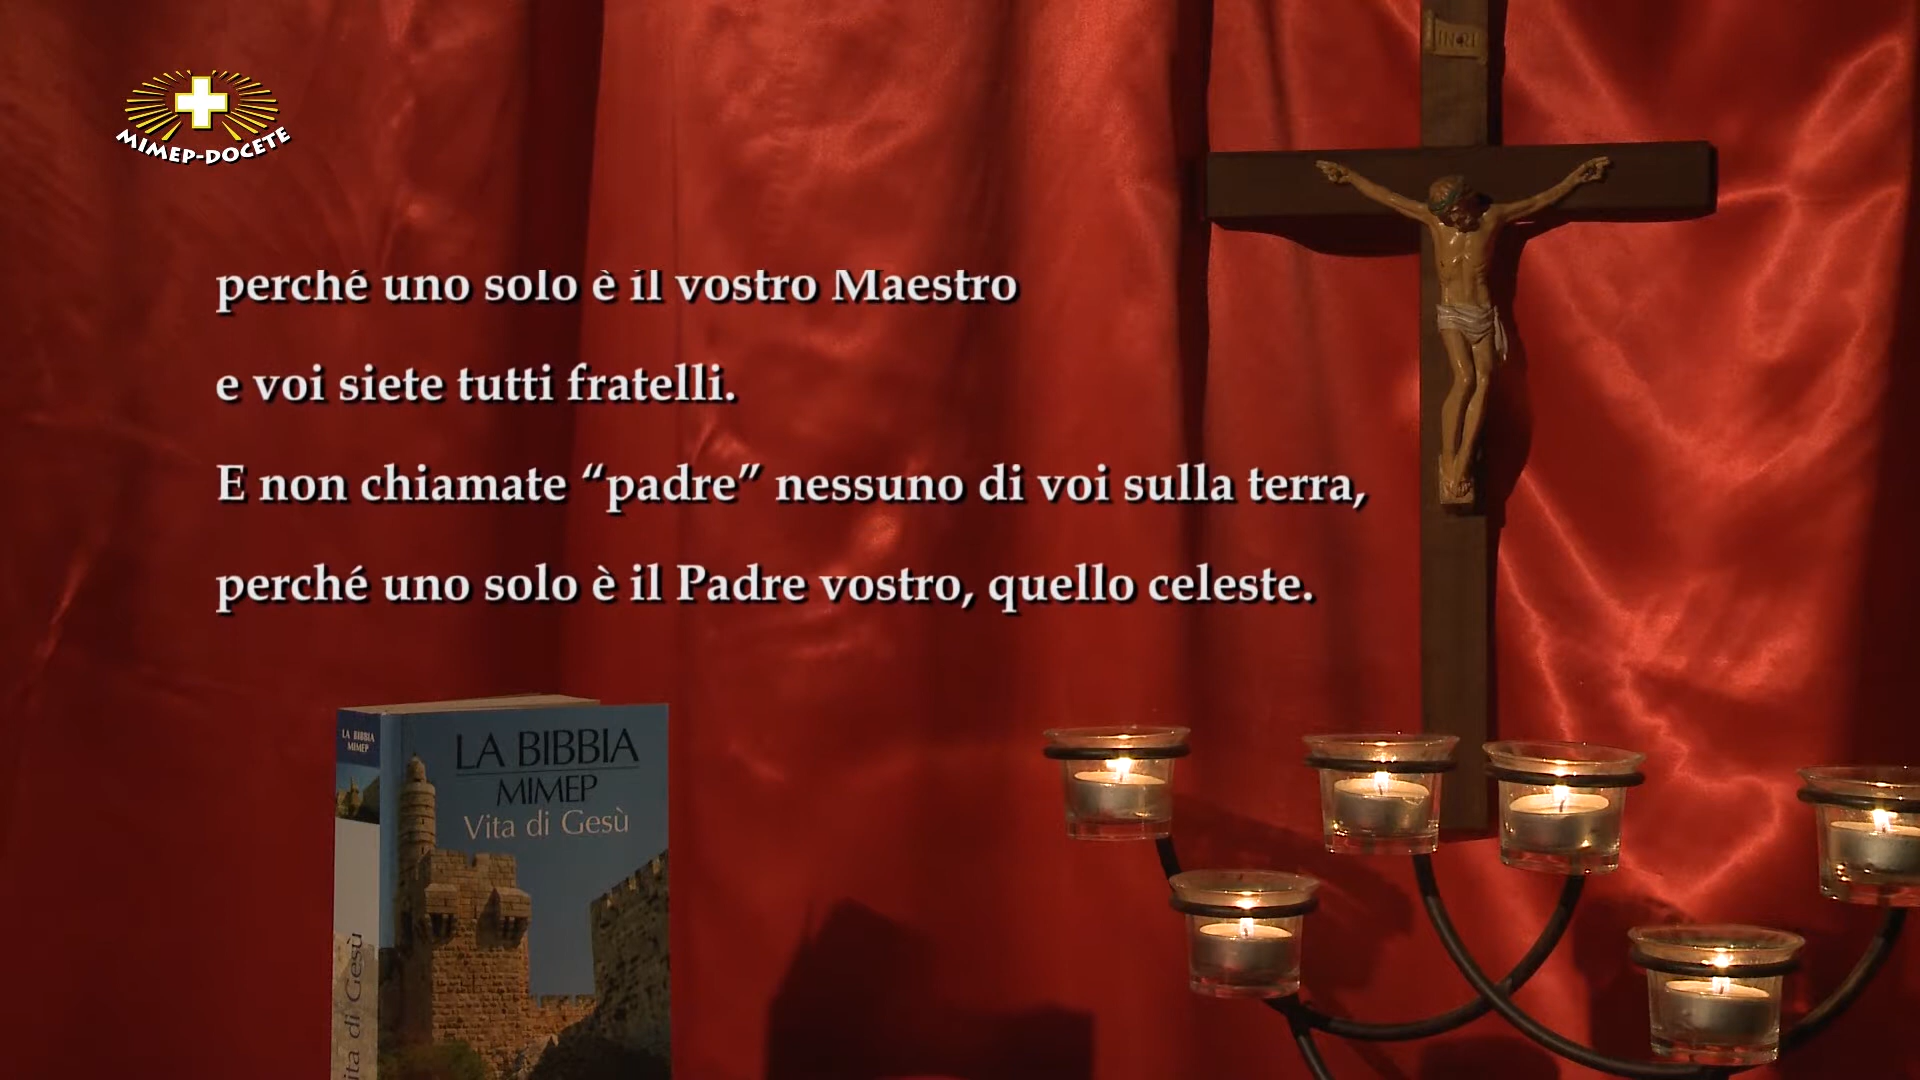 MIMEP-DOCETE
INRI
perché uno solo è il vostro Maestro
e voi siete tutti fratelli.
E non chiamate “padre” nessuno di voi sulla terra,
perché uno solo è il Padre vostro, quello celeste.
LA BIBBIA
MIMEP
LA BIBBIA
MIMEP
Vita di Gesù
ita di Gesù